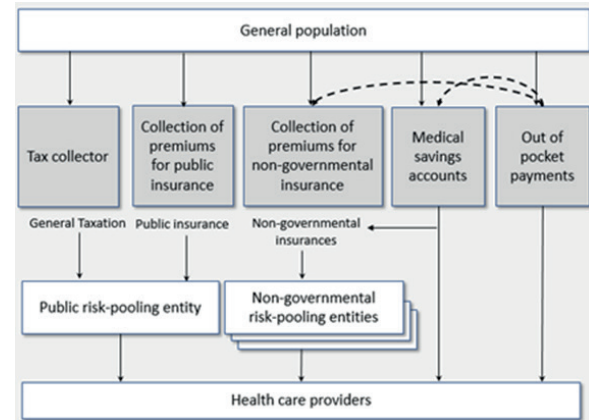 General population
Tax collector
Collection of
premiums
for public
insurance
Collection of
premiums for
non-governmental
insurance
Medical
savings
accounts
Out of
pocket
payments
General Taxation
Public insurance
Non-governmental
insurances
Public risk-pooling entity
Non-governmental
risk-pooling entities
Health care providers